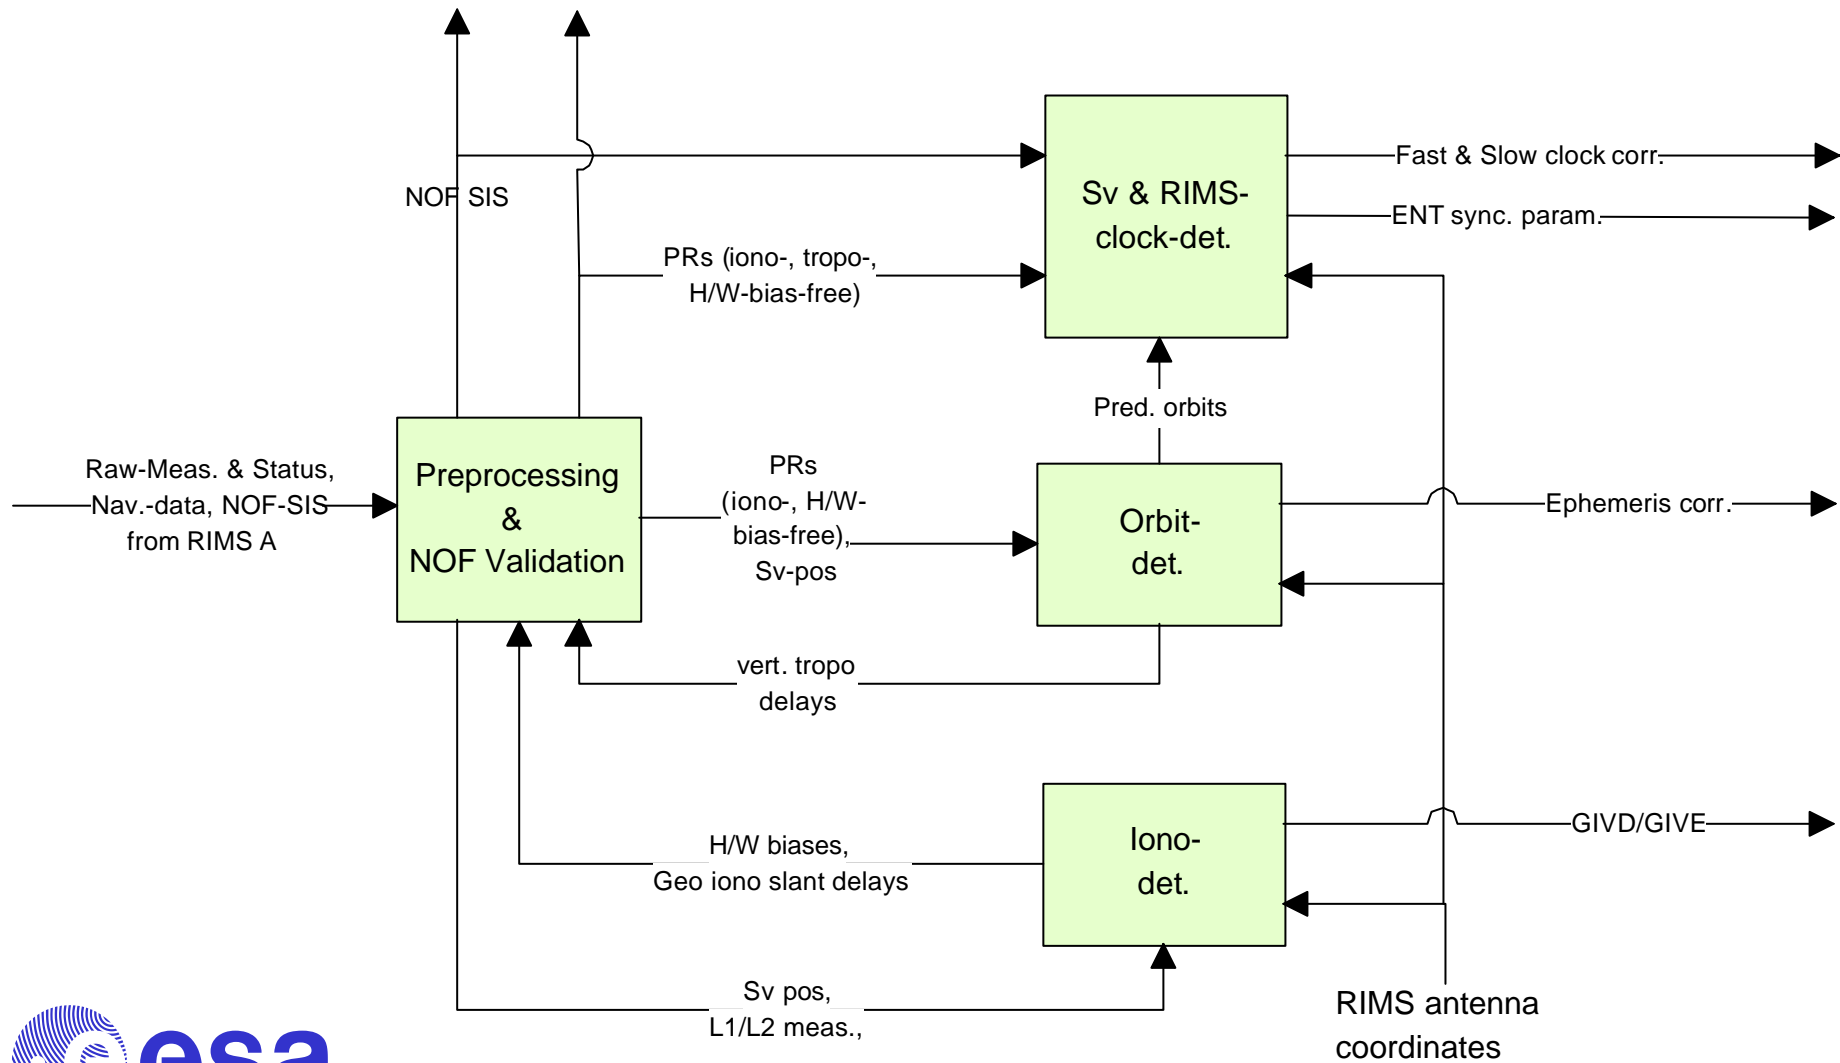 NOF SIS
Sv & RIMS-
clock-det.
Fast & Slow clock corr.
ENT sync. param.
PRs (iono-, tropo-,
H/W-bias-free)
Pred. orbits
Raw-Meas. & Status,
Nav.-data, NOF-SIS
from RIMS A
Preprocessing
&
NOF Validation
PRs
(iono-, H/W-
bias-free),
Sv-pos
Orbit-
det.
Ephemeris corr.
vert. tropo
delays
H/W biases,
Geo iono slant delays
Iono-
det.
GIVD/GIVE
Sv pos,
L1/L2 meas.,
RIMS antenna
coordinates
esa